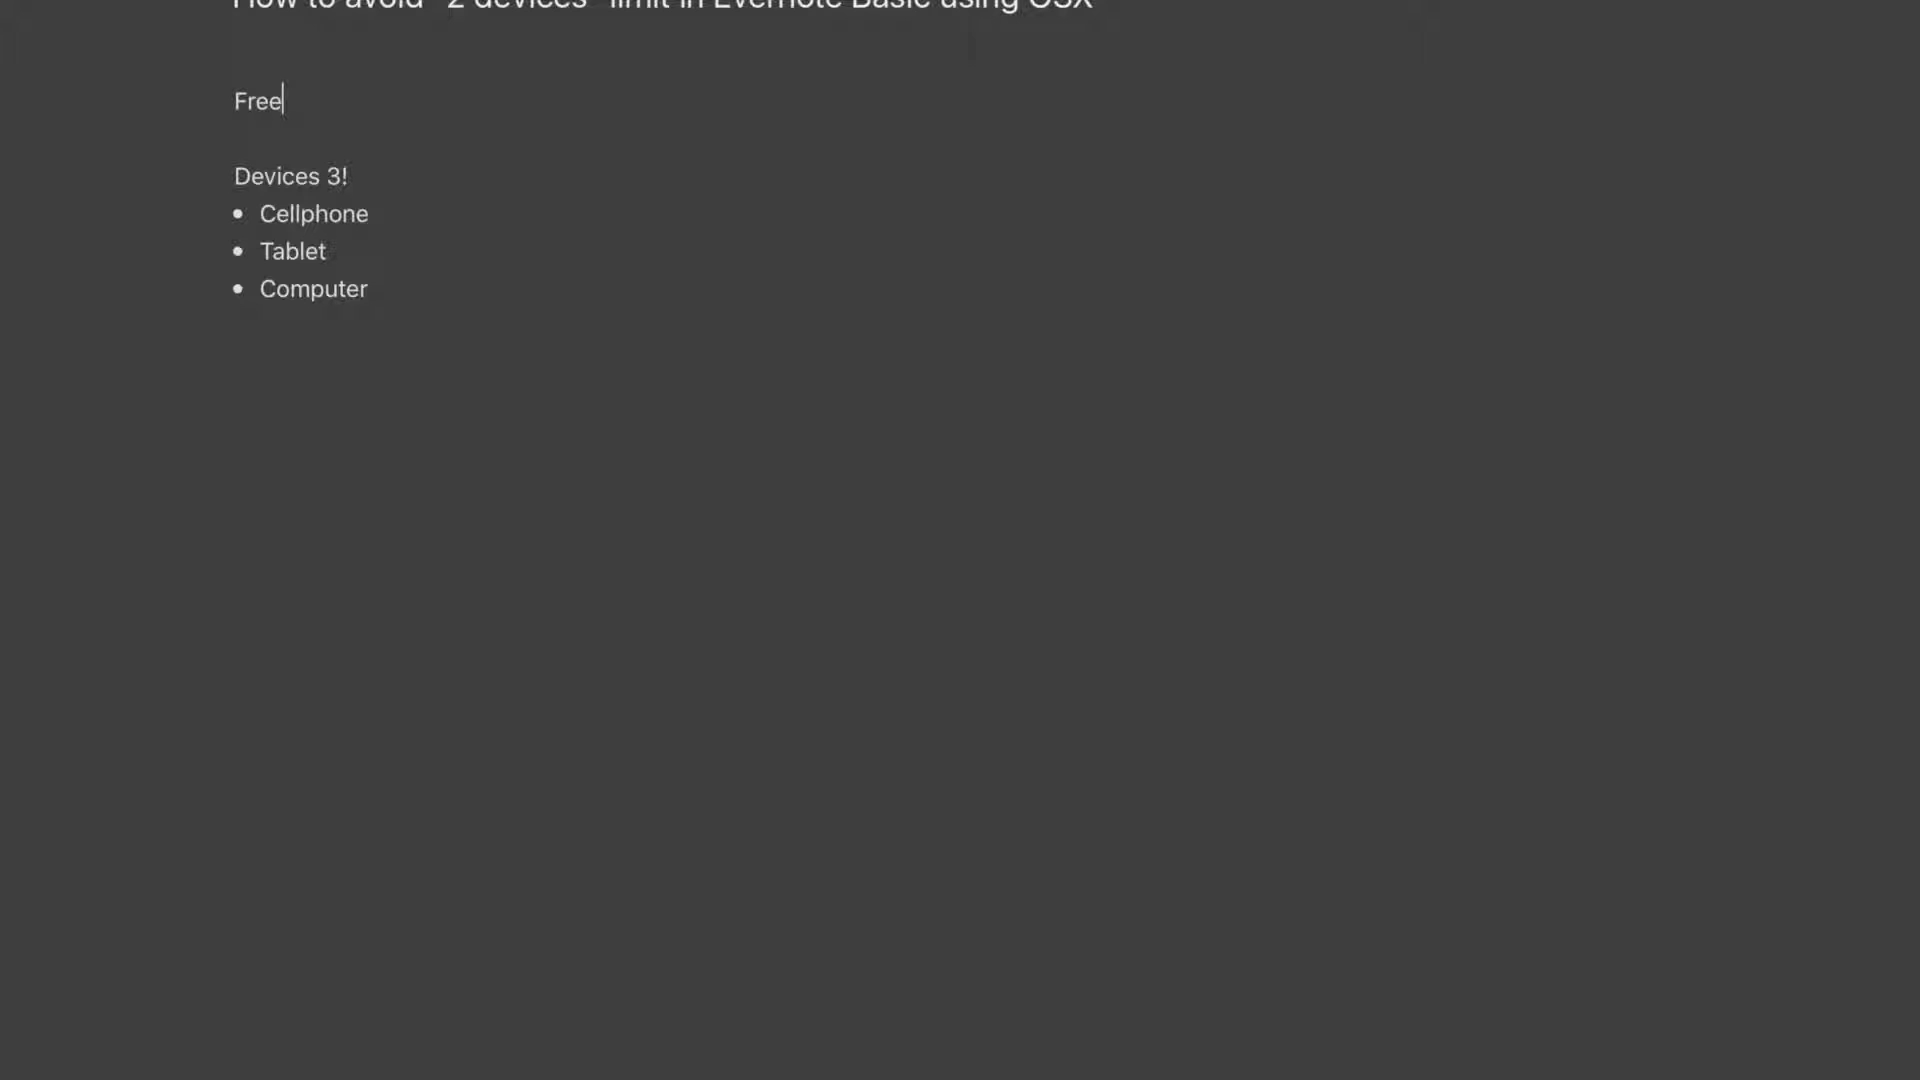 How to avoid "2 devices" limit in Evernote Basic using OSX
Free
Devices 3!
• Cellphone
• Tablet
• Computer